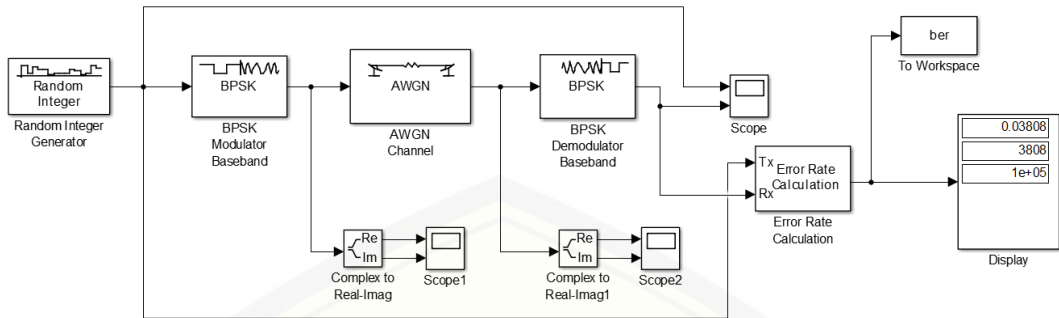 Random
Integer
Random Integer
Generator
BPSK
BPSK
Modulator
Baseband
AWGN
AWGN
Channel
BPSK
BPSK
Demodulator
Baseband
Scope
ber
To Workspace
Tx
Rx
Error Rate
Calculation
Error Rate
Calculation
0.03808
3808
1e+05
Display
Re
Im
Complex to
Real-Imag
Scope1
Re
Im
Complex to
Real-Imag1
Scope2